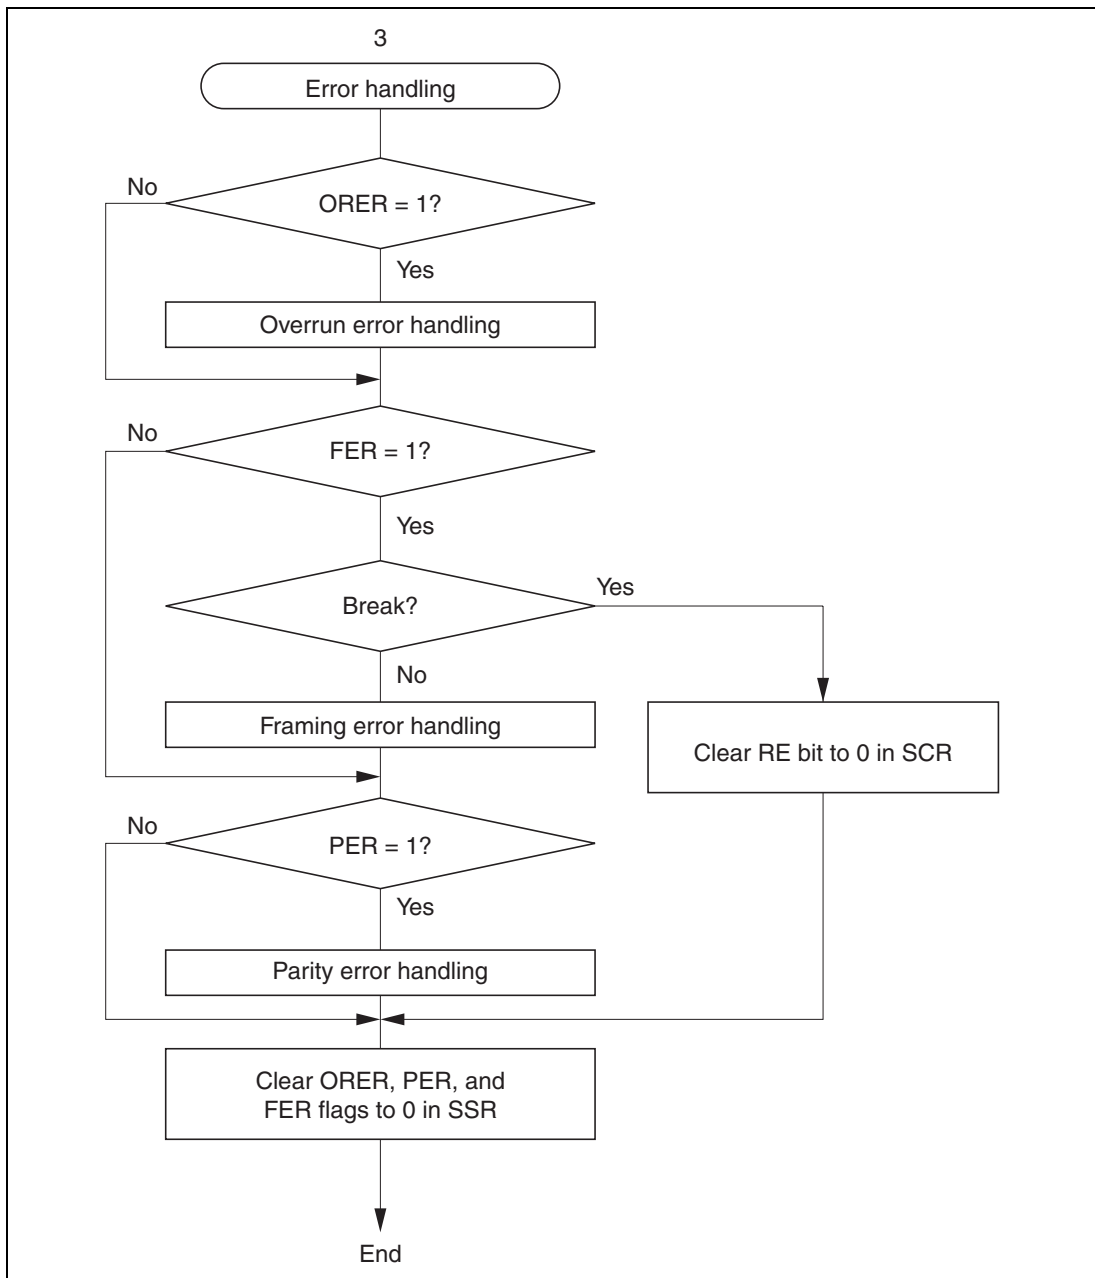 3
Error handling
No
ORER = 1?
Yes
Overrun error handling
No
FER = 1?
Yes
Break?
Yes
No
Framing error handling
Clear RE bit to 0 in SCR
No
PER = 1?
Yes
Parity error handling
Clear ORER, PER, and
FER flags to 0 in SSR
End